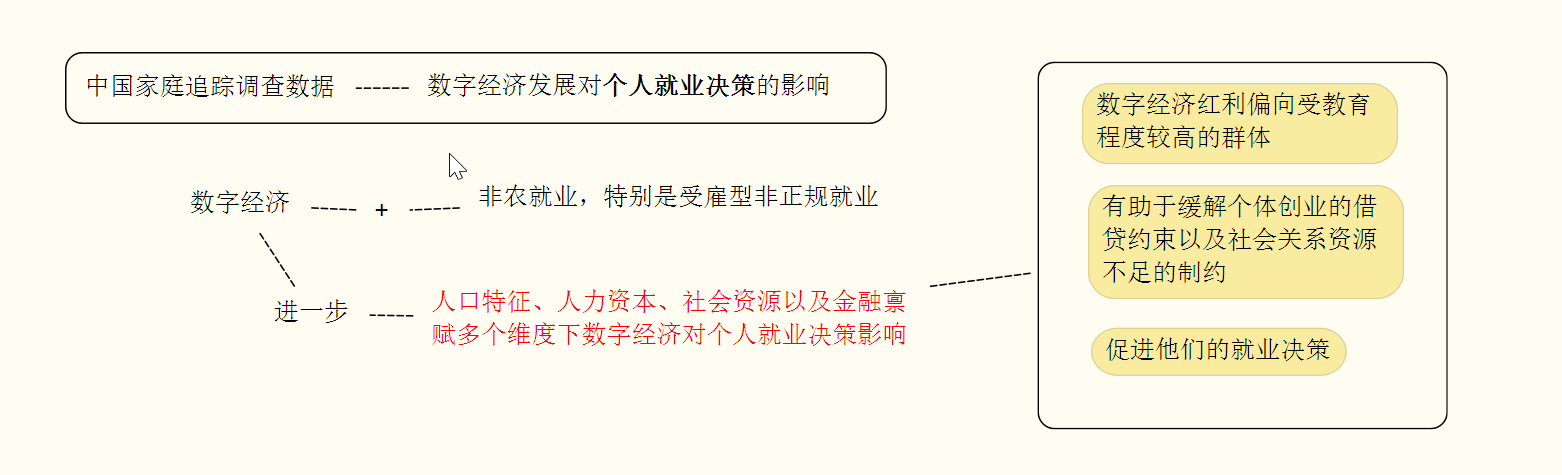 中国家庭追踪调查数据 ------ 数字经济发展对个人就业决策的影响
数字经济 ----- + ------ 非农就业，特别是受雇型非正规就业
进一步 ----- 人口特征、人力资本、社会资源以及金融禀
赋多个维度下数字经济对个人就业决策影响
数字经济红利偏向受教育
程度较高的群体
有助于缓解个体创业的借
贷约束以及社会关系资源
不足的制约
促进他们的就业决策